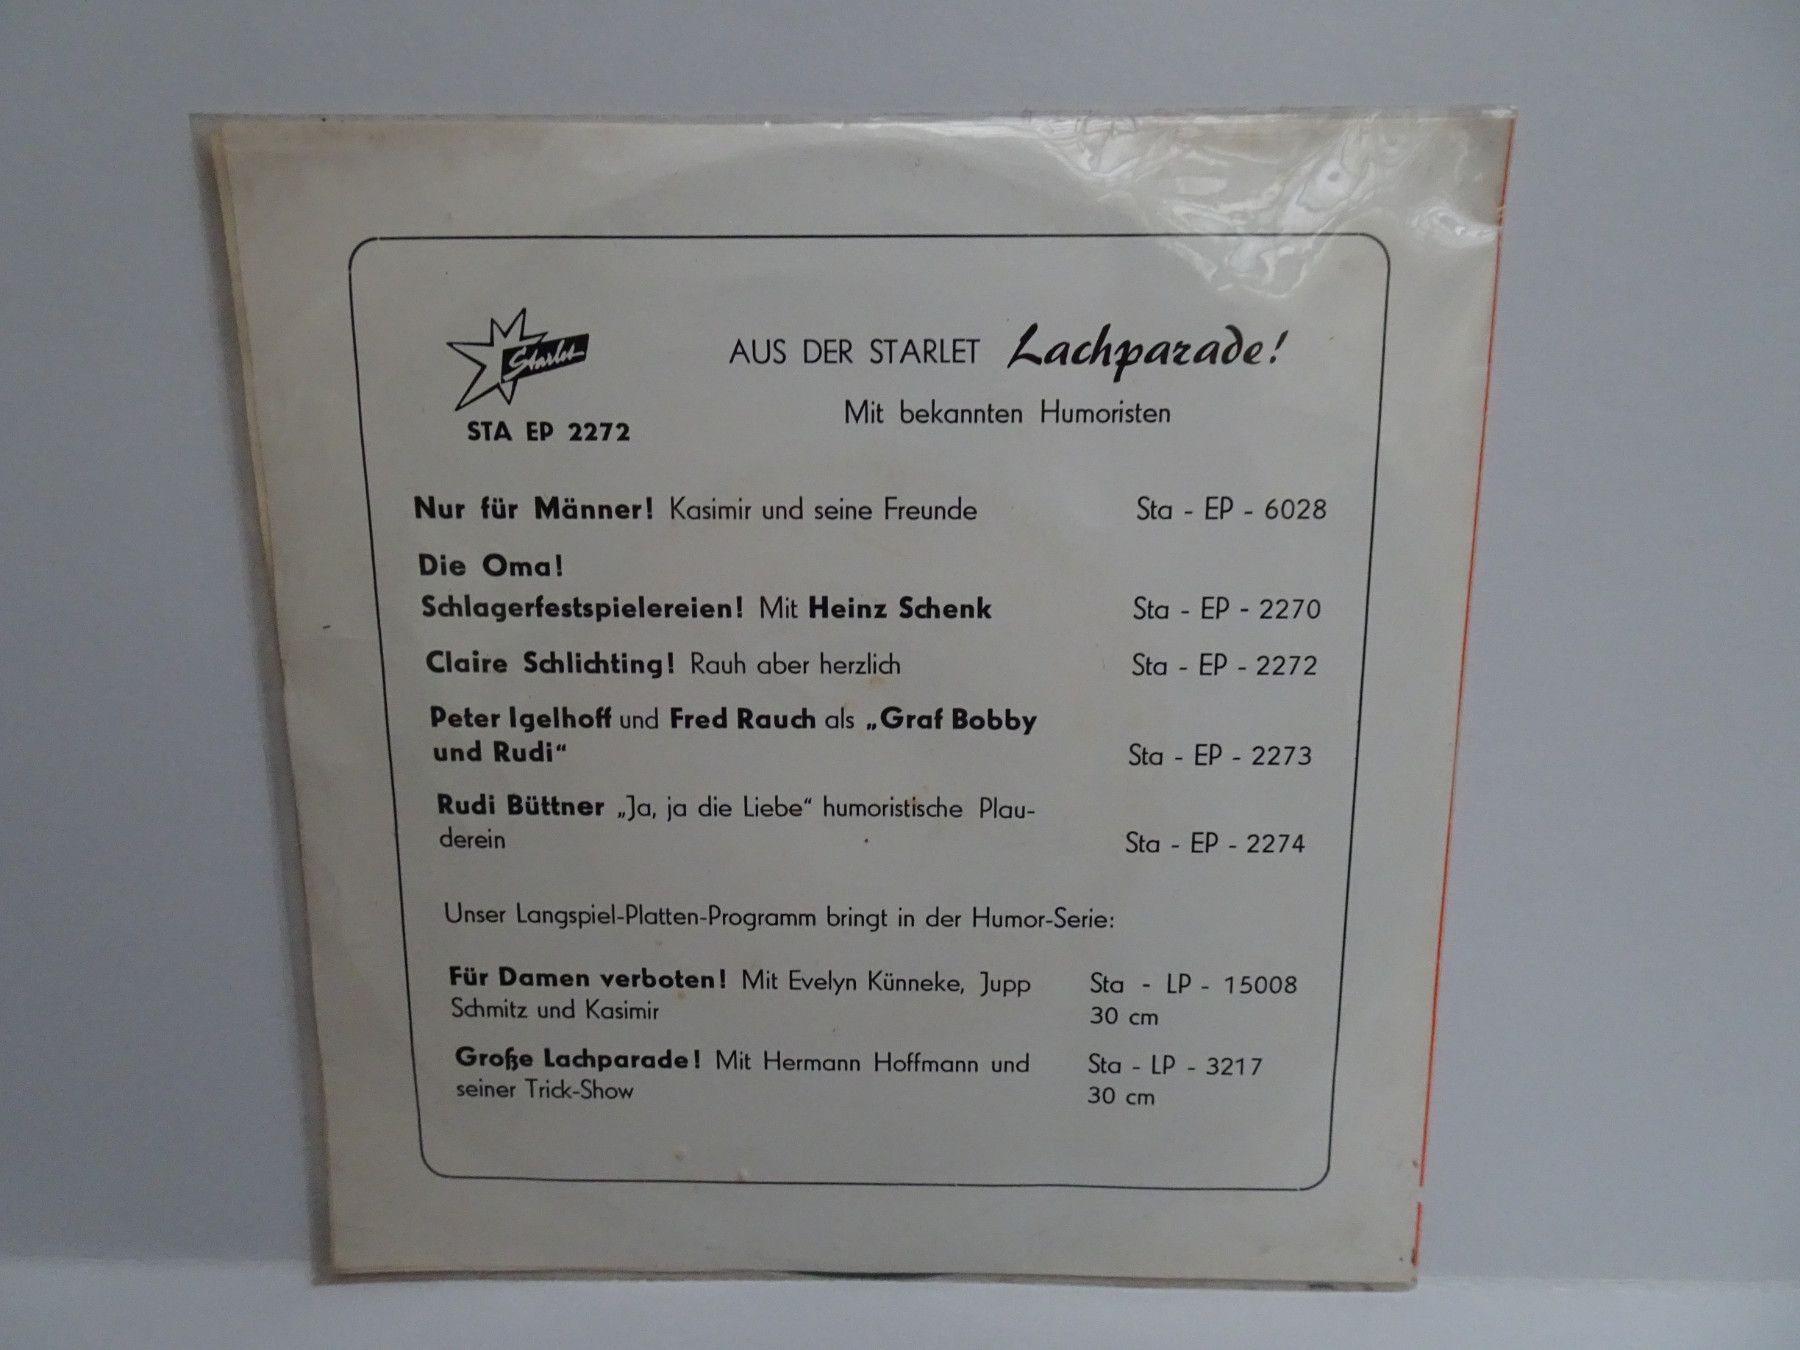 Starlet
STA EP 2272
AUS DER STARLET Lachparade!
Mit bekannten Humoristen
Nur für Männer! Kasimir und seine Freunde Sta - EP - 6028
Die Oma!
Schlagerfestspielereien! Mit Heinz Schenk Sta - EP - 2270
Claire Schlichting! Rauh aber herzlich Sta - EP - 2272
Peter Igelhoff und Fred Rauch als „Graf Bobby
und Rudi“ Sta - EP - 2273
Rudi Büttner „Ja, ja die Liebe“ humoristische Plau-
derein Sta - EP - 2274
Unser Langspiel-Platten-Programm bringt in der Humor-Serie:
Für Damen verboten! Mit Evelyn Künneke, Jupp Sta - LP - 15008
Schmitz und Kasimir 30 cm
Große Lachparade! Mit Hermann Hoffmann und Sta - LP - 3217
seiner Trick-Show 30 cm